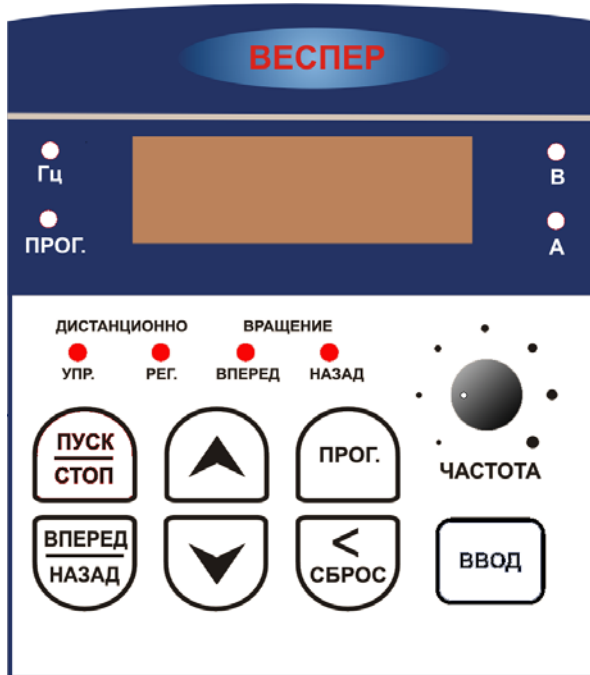 ВЕСПЕР
Гц
В
ПРОГ.
А
ДИСТАНЦИОННО ВРАЩЕНИЕ
УПР. РЕГ. ВПЕРЕД НАЗАД
ПУСК
СТОП
ПРОГ.
ЧАСТОТА
ВПЕРЕД
НАЗАД
<
СБРОС
ВВОД